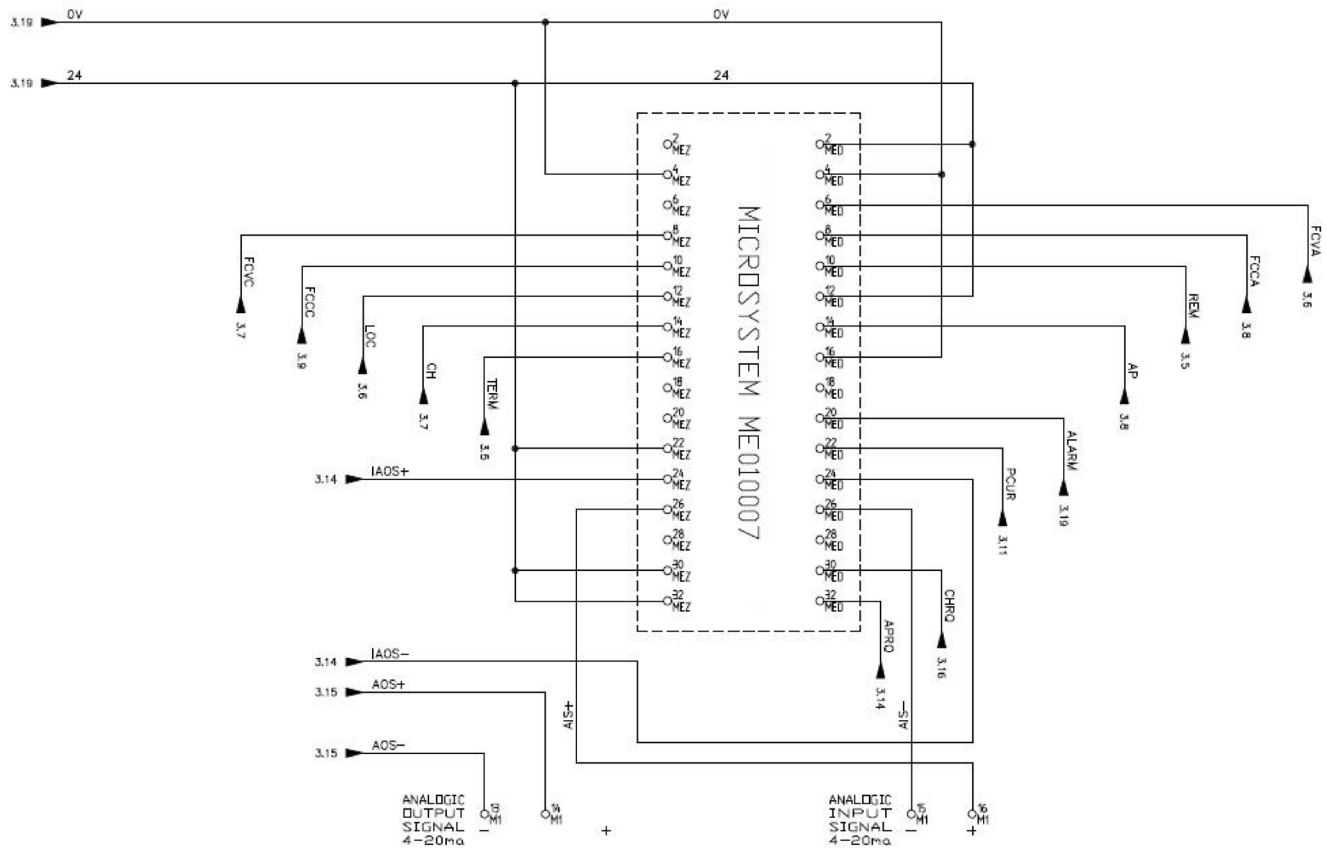 3.19 0V 0V
3.19 24 24
2 MEZ 2 MED
4 MEZ 4 MED
6 MEZ 6 MED
8 MEZ 8 MED
10 MEZ 10 MED
12 MEZ 12 MED
14 MEZ 14 MED
16 MEZ 16 MED
18 MEZ 18 MED
20 MEZ 20 MED
22 MEZ 22 MED
24 MEZ 24 MED
26 MEZ 26 MED
28 MEZ 28 MED
30 MEZ 30 MED
32 MEZ 32 MED
MICROSYSTEM ME010007
FCVC 3.7
FCCC 3.9
LOC 3.6
CH 3.7
TERM 3.5
FCVA 3.6
FCCA 3.8
REM 3.5
AP 3.8
ALARM 3.19
PCUR 3.11
CHRQ 3.16
APRQ 3.14
3.14 IAOS+
3.14 IAOS-
3.15 AOS+
3.15 AOS-
AIS+
AIS-
ANALOGIC
OUTPUT
SIGNAL
4-20ma
13 M1
14 M1
- +
ANALOGIC
INPUT
SIGNAL
4-20ma
15 M1
16 M1
- +